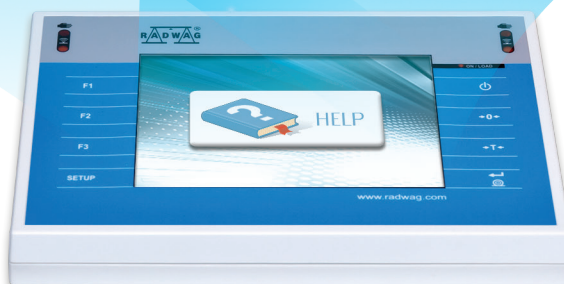 RADWAG
ON / LOAD
F1
F2
HELP
→0←
F3
→T←
SETUP
www.radwag.com